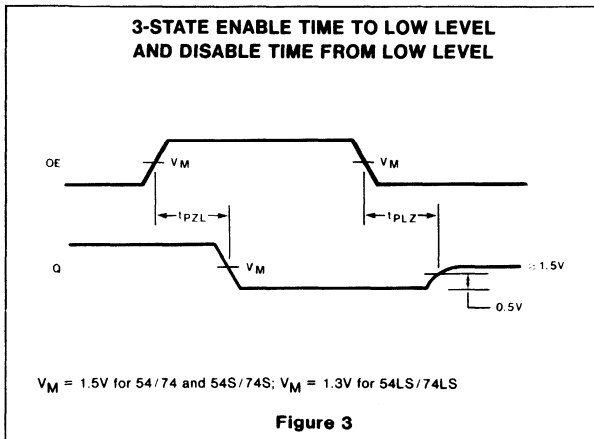 3-STATE ENABLE TIME TO LOW LEVEL
AND DISABLE TIME FROM LOW LEVEL
OE
VM
VM
tPZL
tPLZ
Q
VM
≈ 1.5V
0.5V
VM = 1.5V for 54/74 and 54S/74S; VM = 1.3V for 54LS/74LS
Figure 3